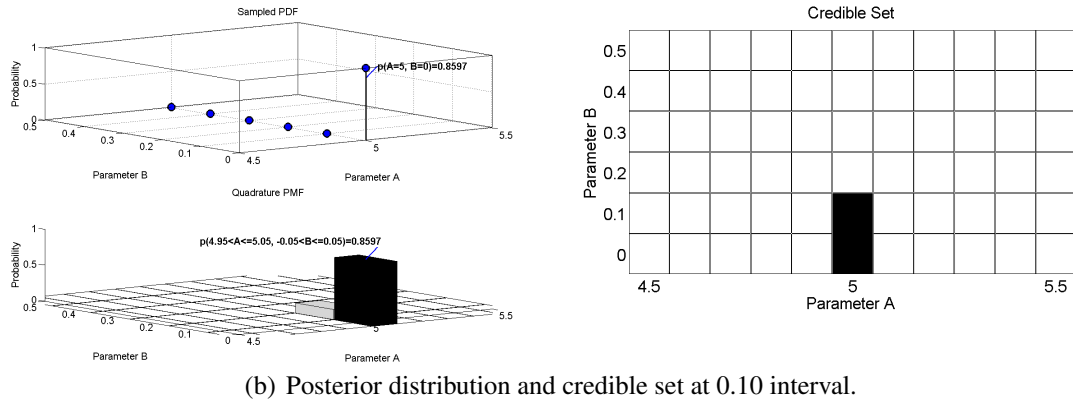 Sampled PDF
1
0.5
0
Probability
p(A=5, B=0)=0.8597
0.5
0.4
0.3
0.2
0.1
0
4.5
5
5.5
Parameter B
Parameter A
Quadrature PMF
1
0.5
0
Probability
p(4.95<A<=5.05, -0.05<B<=0.05)=0.8597
0.5
0.4
0.3
0.2
0.1
0
4.5
5
5.5
Parameter B
Parameter A
Credible Set
0.5
0.4
0.3
0.2
0.1
0
Parameter B
4.5
5
5.5
Parameter A
(b) Posterior distribution and credible set at 0.10 interval.